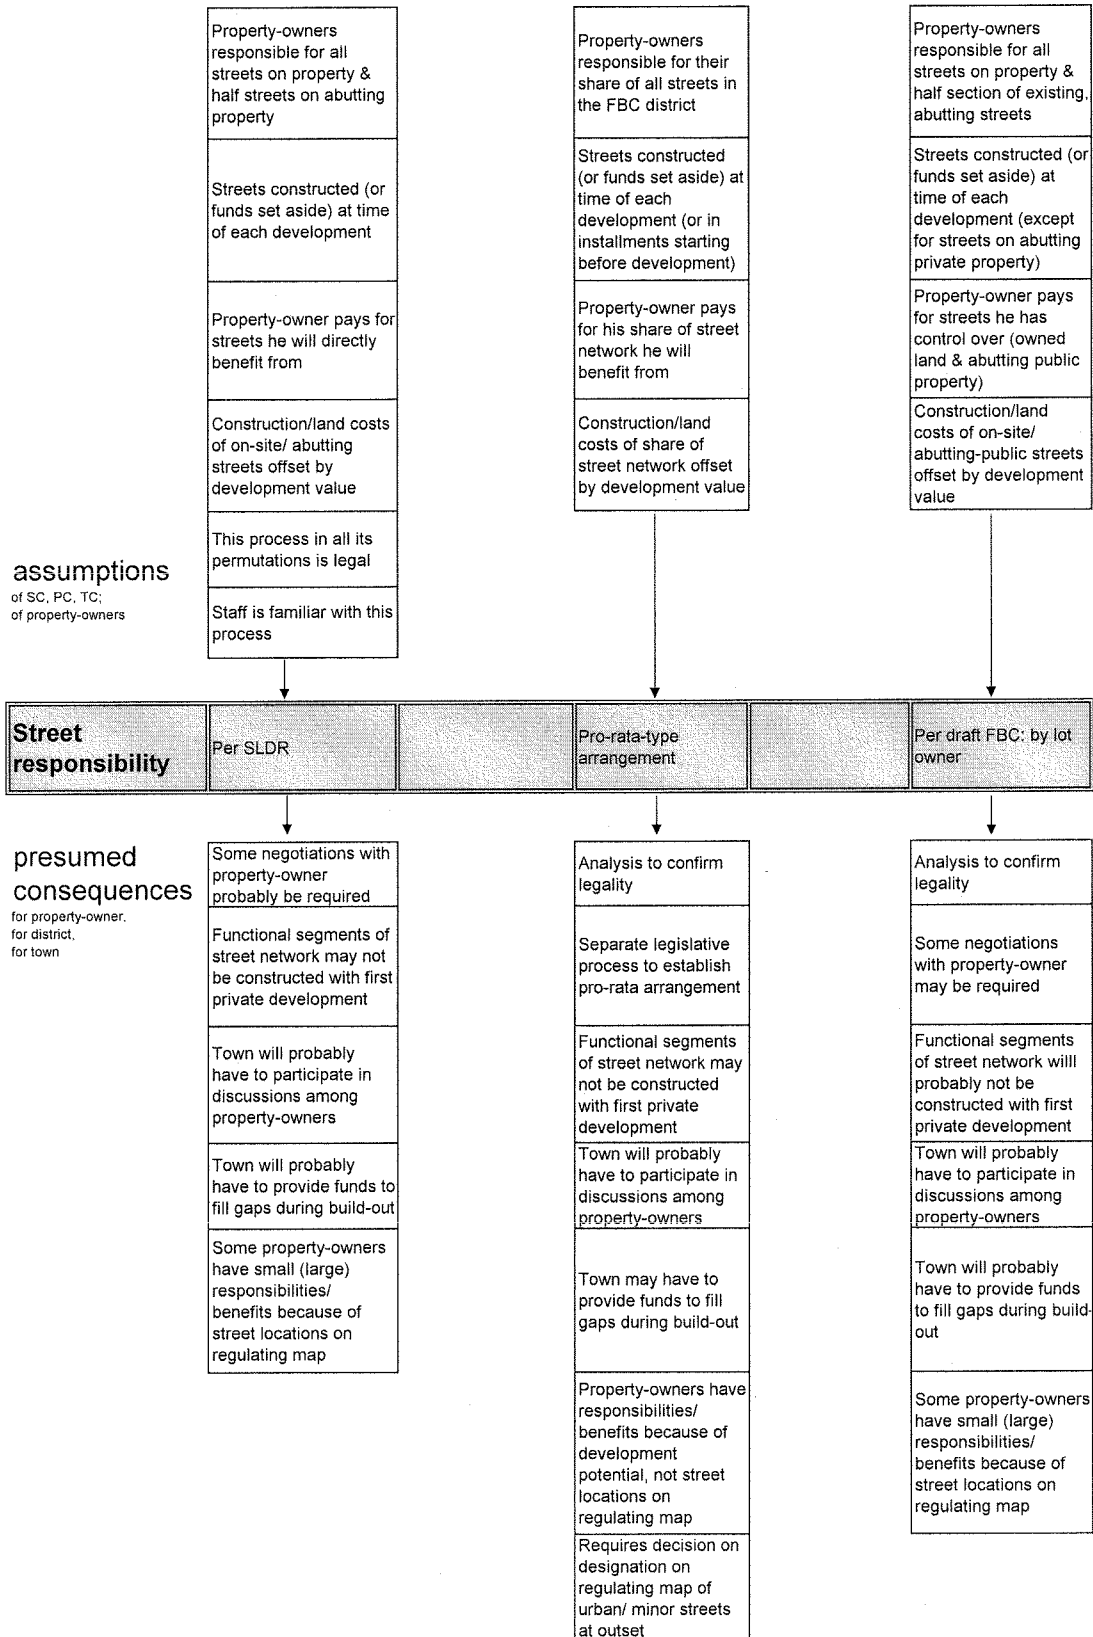 Property-owners
responsible for all
streets on property &
half streets on abutting
property
Streets constructed (or
funds set aside) at time
of each development
Property-owner pays for
streets he will directly
benefit from
Construction/land costs
of on-site/ abutting
streets offset by
development value
This process in all its
permutations is legal
Staff is familiar with this
process
Property-owners
responsible for their
share of all streets in
the FBC district
Streets constructed
(or funds set aside) at
time of each
development (or in
installments starting
before development)
Property-owner pays
for his share of street
network he will
benefit from
Construction/land
costs of share of
street network offset
by development value
Property-owners
responsible for all
streets on property &
half section of existing,
abutting streets
Streets constructed (or
funds set aside) at
time of each
development (except
for streets on abutting
private property)
Property-owner pays
for streets he has
control over (owned
land & abutting public
property)
Construction/land
costs of on-site/
abutting-public streets
offset by development
value
assumptions
of SC, PC, TC;
of property-owners
Street
responsibility
Per SLDR
Pro-rata-type
arrangement
Per draft FBC: by lot
owner
presumed
consequences
for property-owner,
for district,
for town
Some negotiations with
property-owner
probably be required
Functional segments of
street network may not
be constructed with first
private development
Town will probably
have to participate in
discussions among
property-owners
Town will probably
have to provide funds to
fill gaps during build-out
Some property-owners
have small (large)
responsibilities/
benefits because of
street locations on
regulating map
Analysis to confirm
legality
Separate legislative
process to establish
pro-rata arrangement
Functional segments
of street network may
not be constructed
with first private
development
Town will probably
have to participate in
discussions among
property-owners
Town may have to
provide funds to fill
gaps during build-out
Property-owners have
responsibilities/
benefits because of
development
potential, not street
locations on
regulating map
Requires decision on
designation on
regulating map of
urban/ minor streets
at outset
Analysis to confirm
legality
Some negotiations
with property-owner
may be required
Functional segments
of street network willl
probably not be
constructed with first
private development
Town will probably
have to participate in
discussions among
property-owners
Town will probably
have to provide funds
to fill gaps during build-
out
Some property-owners
have small (large)
responsibilities/
benefits because of
street locations on
regulating map